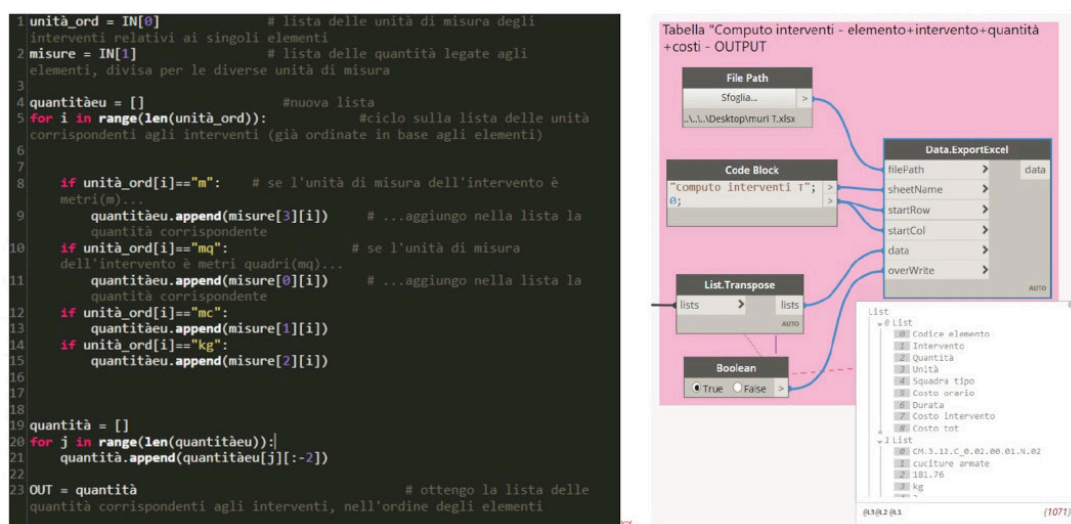 1 unità_ord = IN[0] # lista delle unità di misura degli
interventi relativi ai singoli elementi
2 misure = IN[1] # lista delle quantità legate agli
elementi, divisa per le diverse unità di misura
3
4 quantitàeu = [] #nuova lista
5 for i in range(len(unità_ord)): #ciclo sulla lista delle unità
corrispondenti agli interventi (già ordinate in base agli elementi)
6
7
8 if unità_ord[i]=="m": # se l'unità di misura dell'intervento è
metri(m)...
9 quantitàeu.append(misure[3][i]) # ...aggiungo nella lista la
quantità corrispondente
10 if unità_ord[i]=="mq": # se l'unità di misura
dell'intervento è metri quadri(mq)...
11 quantitàeu.append(misure[0][i]) # ...aggiungo nella lista la
quantità corrispondente
12 if unità_ord[i]=="mc":
13 quantitàeu.append(misure[1][i])
14 if unità_ord[i]=="kg":
15 quantitàeu.append(misure[2][i])
16
17
18
19 quantità = []
20 for j in range(len(quantitàeu)):
21 quantità.append(quantitàeu[j][:-2])
22
23 OUT = quantità # ottengo la lista delle
quantità corrispondenti agli interventi, nell'ordine degli elementi
Tabella "Computo interventi - elemento+intervento+quantità
+costi - OUTPUT
File Path
Sfoglia... >
..\..\..\Desktop\muri T.xlsx
Code Block
"computo interventi T"; >
0; >
List.Transpose
lists > lists
AUTO
Boolean
True False >
Data.ExportExcel
filePath > data
sheetName >
startRow >
startCol >
data >
overWrite >
AUTO
List
0 List
0 Codice elemento
1 Intervento
2 Quantità
3 Unità
4 Squadra tipo
5 Costo orario
6 Durata
7 Costo intervento
8 Costo tot
1 List
0 CM.3.12.C_0.02.00.01.N.02
1 cuciture armate
2 181.76
3 kg
@L3 @L2 @L1 (1071)